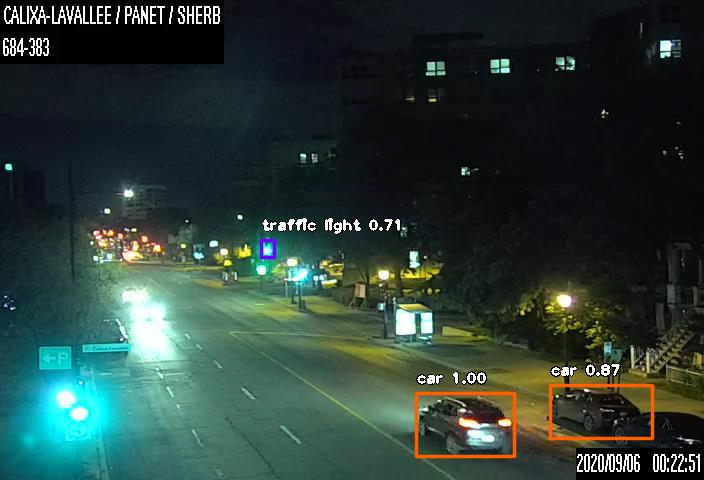 CALIXA-LAVALLEE / PANET / SHERB
684-383
traffic light 0.71
P
car 1.00
car 0.87
2020/09/06 00:22:51